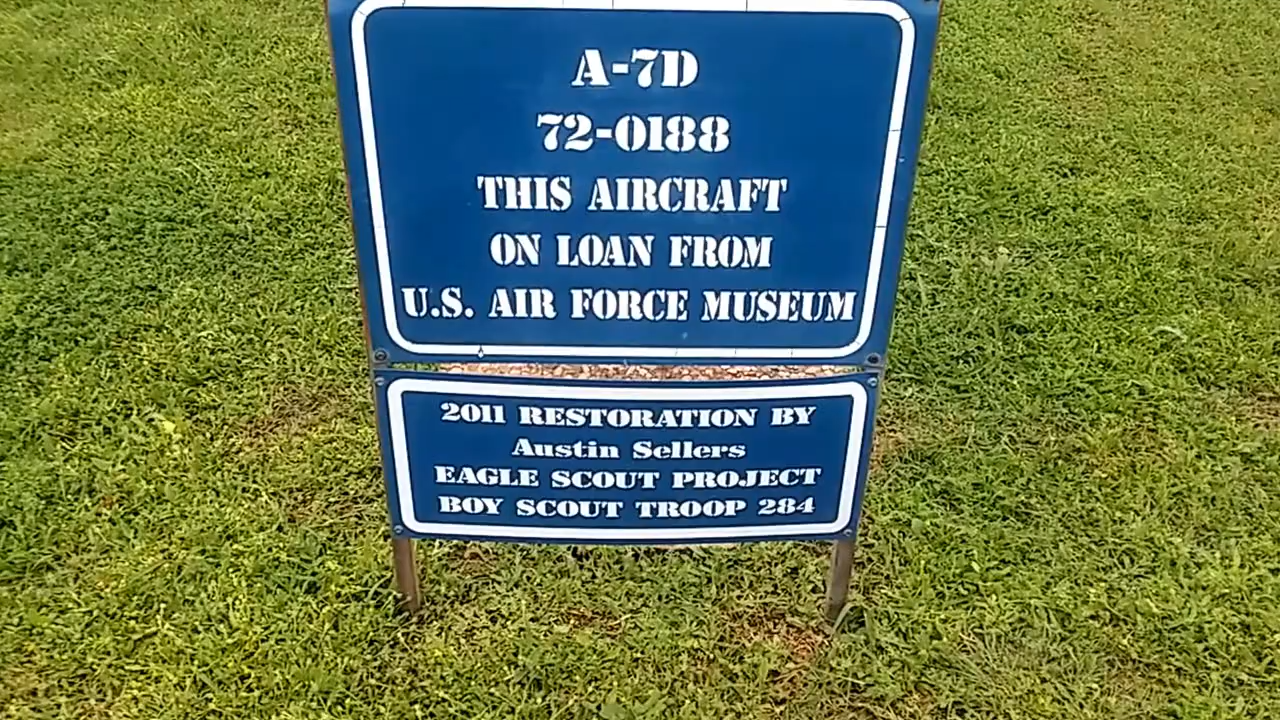 A-7D
72-0188
THIS AIRCRAFT
ON LOAN FROM
U.S. AIR FORCE MUSEUM
2011 RESTORATION BY
Austin Sellers
EAGLE SCOUT PROJECT
BOY SCOUT TROOP 284